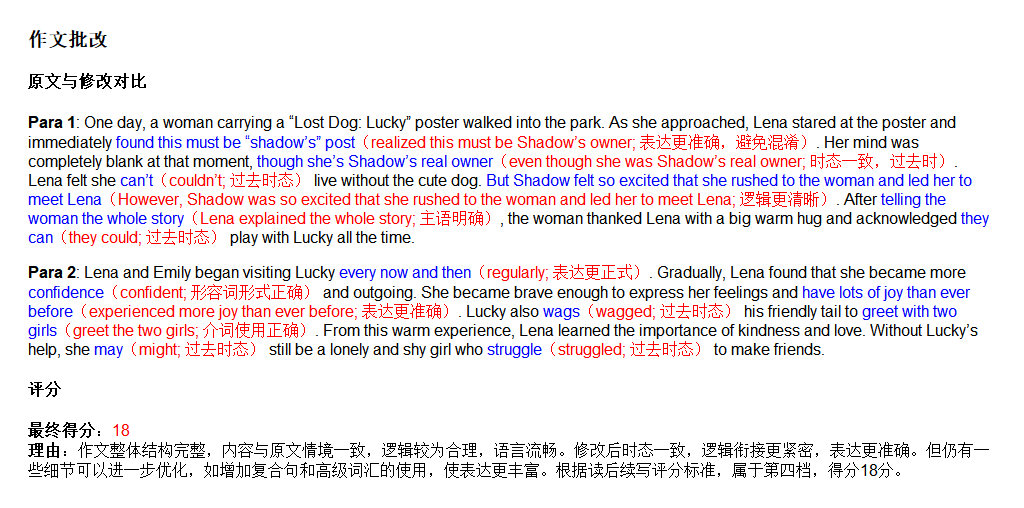 作文批改
原文与修改对比
Para 1: One day, a woman carrying a “Lost Dog: Lucky” poster walked into the park. As she approached, Lena stared at the poster and
immediately found this must be “shadow’s” post（realized this must be Shadow’s owner; 表达更准确，避免混淆）. Her mind was
completely blank at that moment, though she’s Shadow’s real owner（even though she was Shadow’s real owner; 时态一致，过去时）.
Lena felt she can’t（couldn’t; 过去时态） live without the cute dog. But Shadow felt so excited that she rushed to the woman and led her to
meet Lena（However, Shadow was so excited that she rushed to the woman and led her to meet Lena; 逻辑更清晰）. After telling the
woman the whole story（Lena explained the whole story; 主语明确）, the woman thanked Lena with a big warm hug and acknowledged they
can（they could; 过去时态） play with Lucky all the time.
Para 2: Lena and Emily began visiting Lucky every now and then（regularly; 表达更正式）. Gradually, Lena found that she became more
confidence（confident; 形容词形式正确） and outgoing. She became brave enough to express her feelings and have lots of joy than ever
before（experienced more joy than ever before; 表达更准确）. Lucky also wags（wagged; 过去时态） his friendly tail to greet with two
girls（greet the two girls; 介词使用正确）. From this warm experience, Lena learned the importance of kindness and love. Without Lucky’s
help, she may（might; 过去时态） still be a lonely and shy girl who struggle（struggled; 过去时态） to make friends.
评分
最终得分：18
理由：作文整体结构完整，内容与原文情境一致，逻辑较为合理，语言流畅。修改后时态一致，逻辑衔接更紧密，表达更准确。但仍有一
些细节可以进一步优化，如增加复合句和高级词汇的使用，使表达更丰富。根据读后续写评分标准，属于第四档，得分18分。